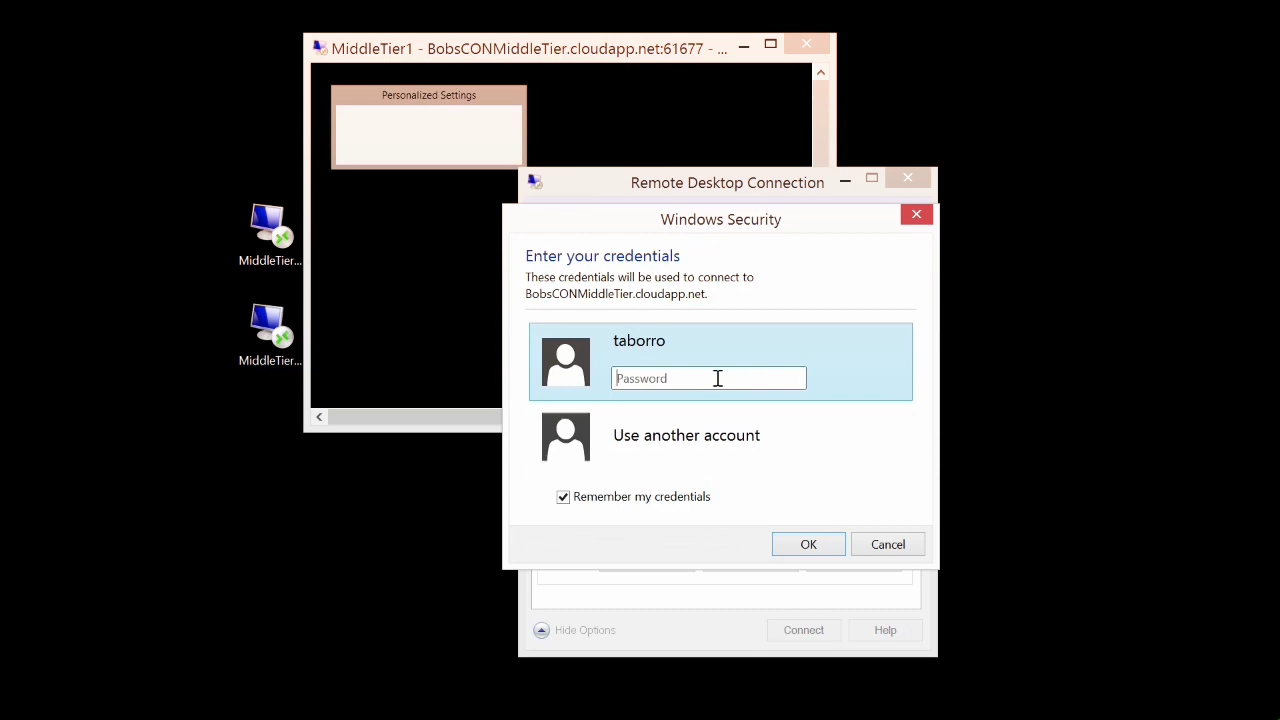 MiddleTier1 - BobsCONMiddleTier.cloudapp.net:61677 - ...
Personalized Settings
Remote Desktop Connection
Windows Security
Enter your credentials
These credentials will be used to connect to
BobsCONMiddleTier.cloudapp.net.
taborro
Password
Use another account
Remember my credentials
OK
Cancel
Hide Options
Connect
Help
MiddleTier...
MiddleTier...